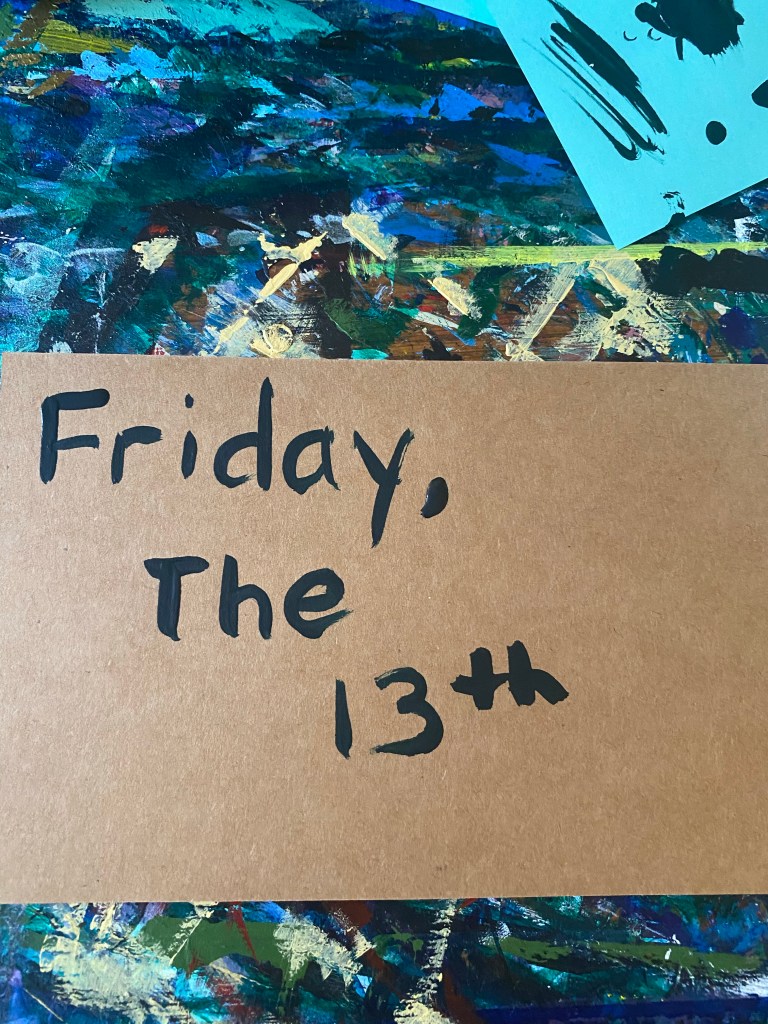 Friday,
The
13th